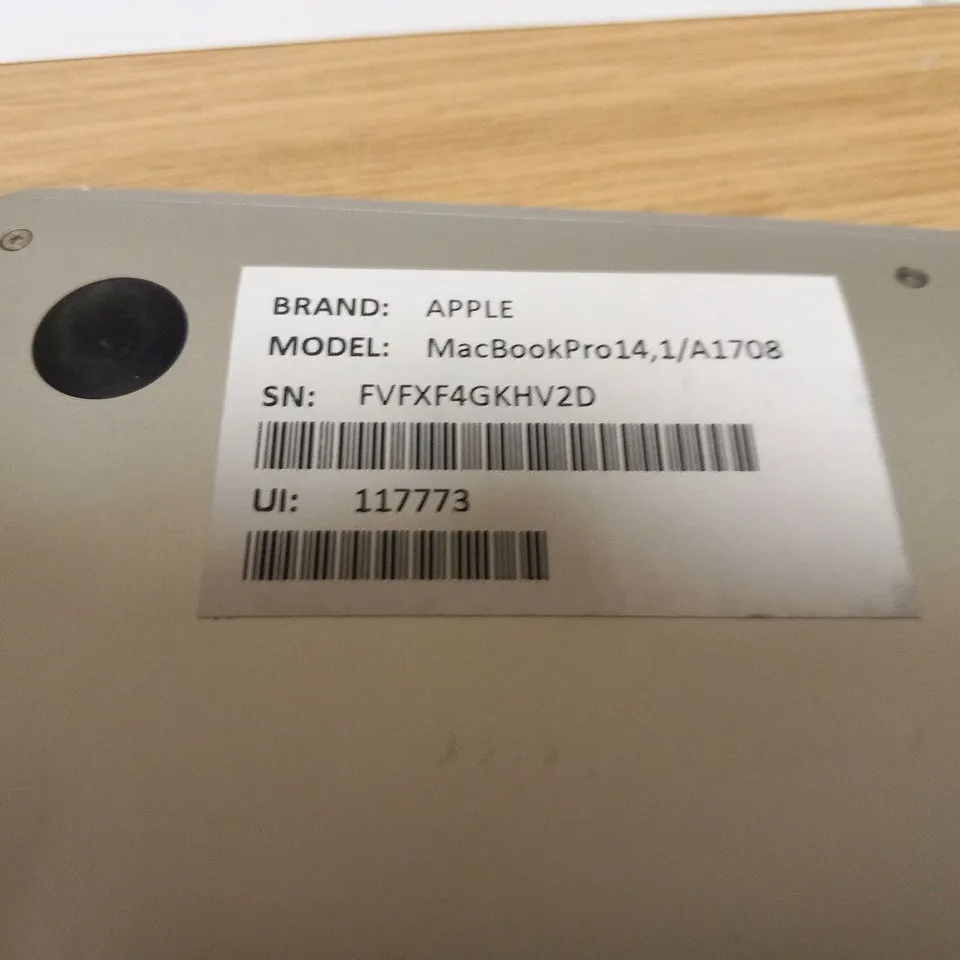 BRAND: APPLE
MODEL: MacBookPro14,1/A1708
SN: FVFXF4GKHV2D
UI: 117773